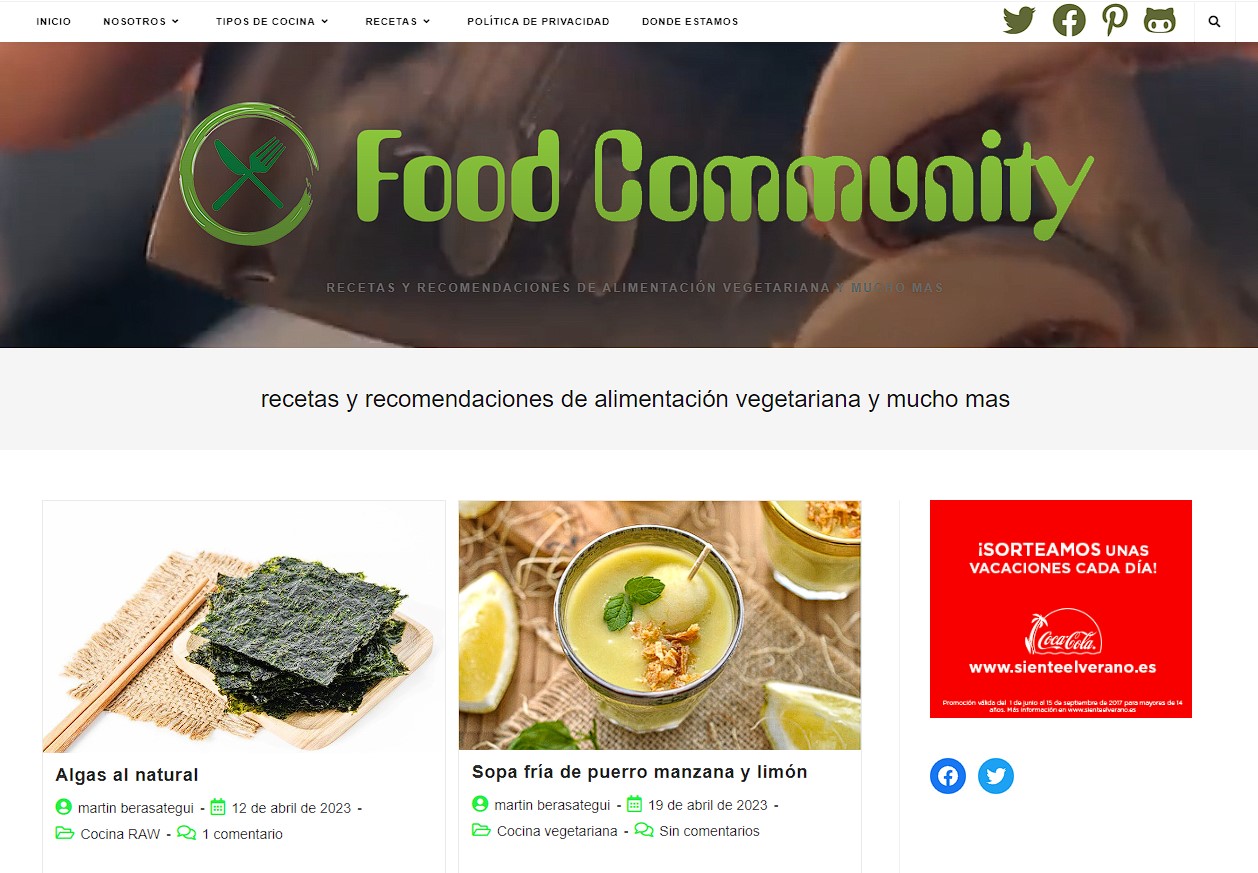 INICIO NOSOTROS TIPOS DE COCINA RECETAS POLÍTICA DE PRIVACIDAD DONDE ESTAMOS
Food Community
RECETAS Y RECOMENDACIONES DE ALIMENTACIÓN VEGETARIANA Y MUCHO MAS
recetas y recomendaciones de alimentación vegetariana y mucho mas
Algas al natural
martin berasategui - 12 de abril de 2023 -
Cocina RAW - 1 comentario
Sopa fría de puerro manzana y limón
martin berasategui - 19 de abril de 2023 -
Cocina vegetariana - Sin comentarios
¡SORTEAMOS UNAS
VACACIONES CADA DÍA!
Coca-Cola
www.sienteelverano.es
Promoción válida del 1 de junio al 15 de septiembre de 2017 para mayores de 14
años. Más información en www.sienteelverano.es